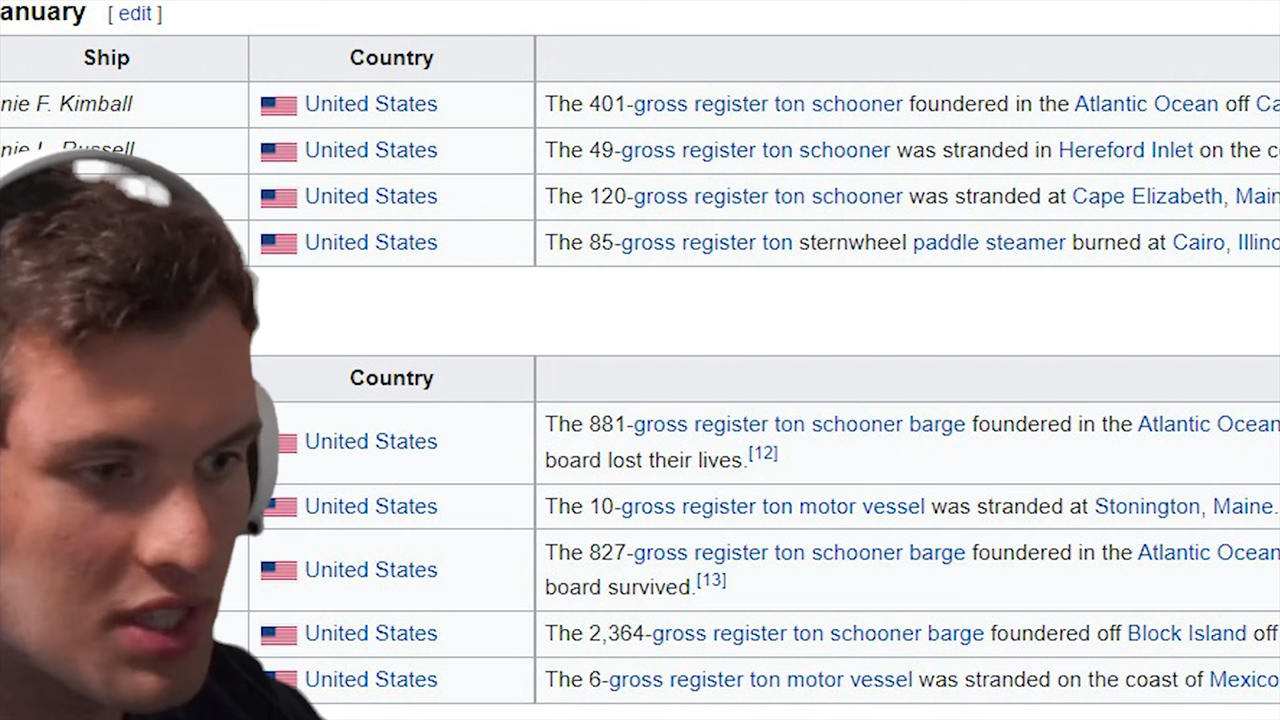 anuary [ edit ]
Ship Country
nie F. Kimball United States The 401-gross register ton schooner foundered in the Atlantic Ocean off Ca
nie L. Russell United States The 49-gross register ton schooner was stranded in Hereford Inlet on the c
United States The 120-gross register ton schooner was stranded at Cape Elizabeth, Main
United States The 85-gross register ton sternwheel paddle steamer burned at Cairo, Illino
Country
United States The 881-gross register ton schooner barge foundered in the Atlantic Ocean
board lost their lives.[12]
United States The 10-gross register ton motor vessel was stranded at Stonington, Maine.
United States The 827-gross register ton schooner barge foundered in the Atlantic Ocean
board survived.[13]
United States The 2,364-gross register ton schooner barge foundered off Block Island off
United States The 6-gross register ton motor vessel was stranded on the coast of Mexico